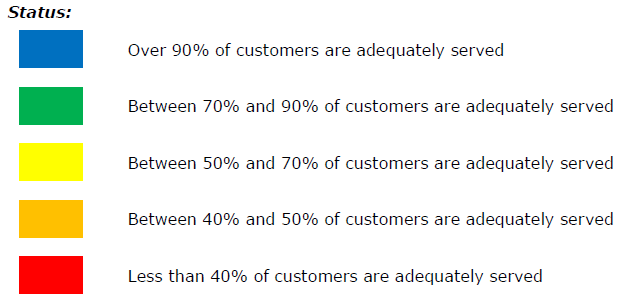 Status:
Over 90% of customers are adequately served
Between 70% and 90% of customers are adequately served
Between 50% and 70% of customers are adequately served
Between 40% and 50% of customers are adequately served
Less than 40% of customers are adequately served